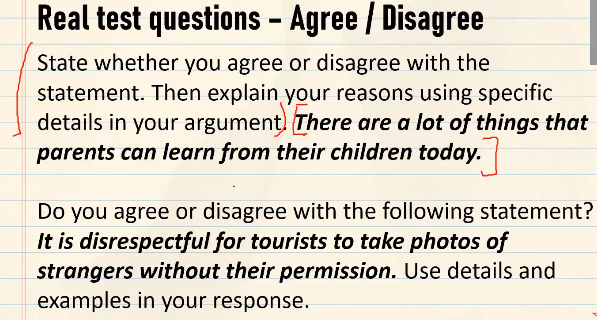 Real test questions – Agree / Disagree
State whether you agree or disagree with the
statement. Then explain your reasons using specific
details in your argument. There are a lot of things that
parents can learn from their children today.
Do you agree or disagree with the following statement?
It is disrespectful for tourists to take photos of
strangers without their permission. Use details and
examples in your response.